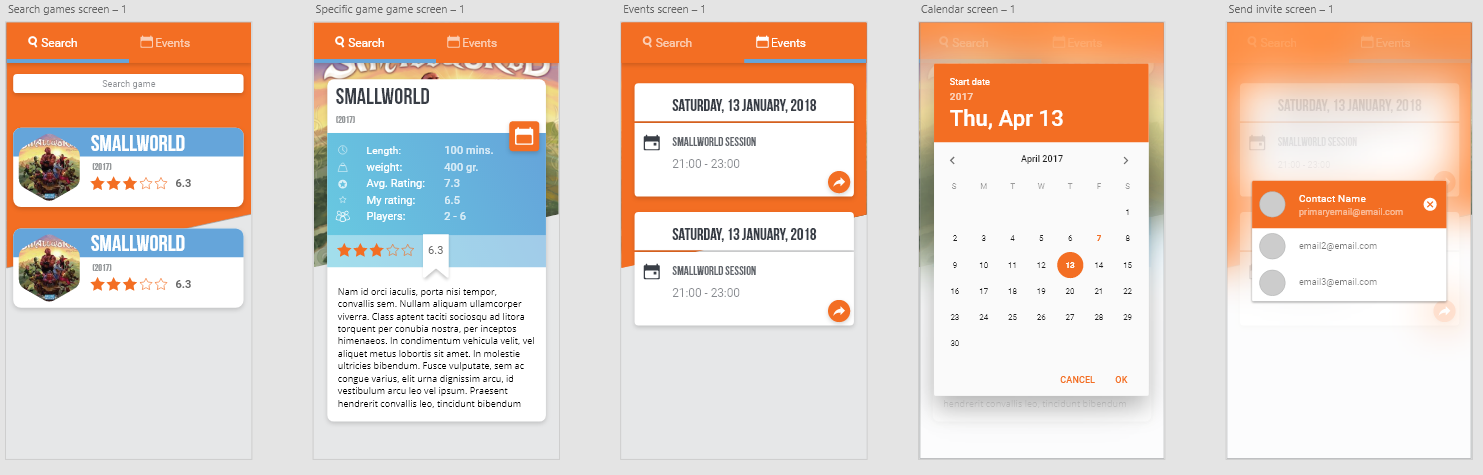 Search games screen – 1
Search
Events
Search game
SMALLWORLD
(2017)
6.3
SMALLWORLD
(2017)
6.3
Specific game game screen – 1
Search
Events
SMALLWORLD
(2017)
Length: 100 mins.
weight: 400 gr.
Avg. Rating: 7.3
My rating: 6.5
Players: 2 - 6
6.3
Nam id orci iaculis, porta nisi tempor,
convallis sem. Nullam aliquam ullamcorper
viverra. Class aptent taciti sociosqu ad litora
torquent per conubia nostra, per inceptos
himenaeos. In condimentum vehicula velit, vel
aliquet metus lobortis sit amet. In molestie
ultricies bibendum. Fusce vulputate, sem ac
congue varius, elit urna dignissim arcu, id
vestibulum arcu leo vel ipsum. Praesent
hendrerit convallis leo, tincidunt bibendum
Events screen – 1
Search
Events
SATURDAY, 13 JANUARY, 2018
SMALLWORLD SESSION
21:00 - 23:00
SATURDAY, 13 JANUARY, 2018
SMALLWORLD SESSION
21:00 - 23:00
Calendar screen – 1
Search
Events
Start date
2017
Thu, Apr 13
April 2017
S M T W T F S
1
2 3 4 5 6 7 8
9 10 11 12 13 14 15
16 17 18 19 20 21 22
23 24 25 26 27 28 29
30
CANCEL OK
hendrerit convallis leo, tincidunt bibendum
Send invite screen – 1
Search
Events
SATURDAY, 13 JANUARY, 2018
SMALLWORLD SESSION
21:00 - 23:00
Contact Name
primaryemail@email.com
email2@email.com
email3@email.com